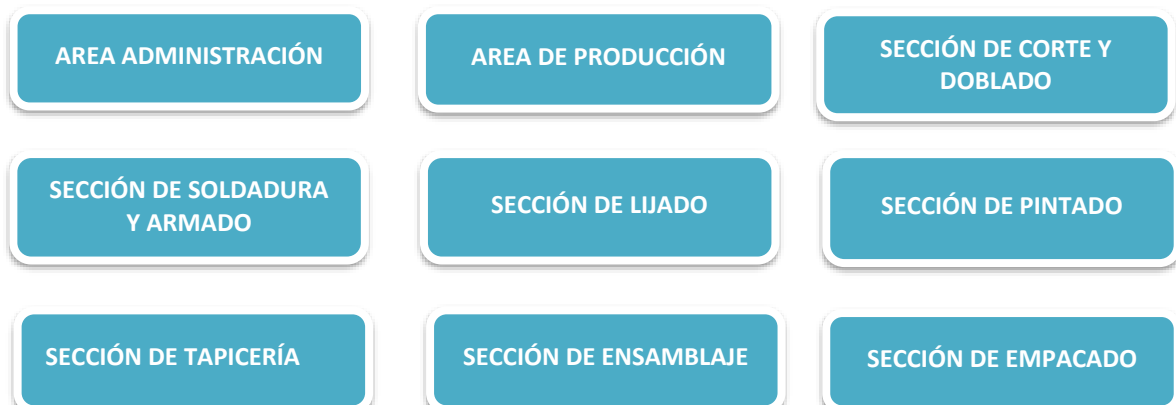 AREA ADMINISTRACIÓN
AREA DE PRODUCCIÓN
SECCIÓN DE CORTE Y
DOBLADO
SECCIÓN DE SOLDADURA
Y ARMADO
SECCIÓN DE LIJADO
SECCIÓN DE PINTADO
SECCIÓN DE TAPICERÍA
SECCIÓN DE ENSAMBLAJE
SECCIÓN DE EMPACADO